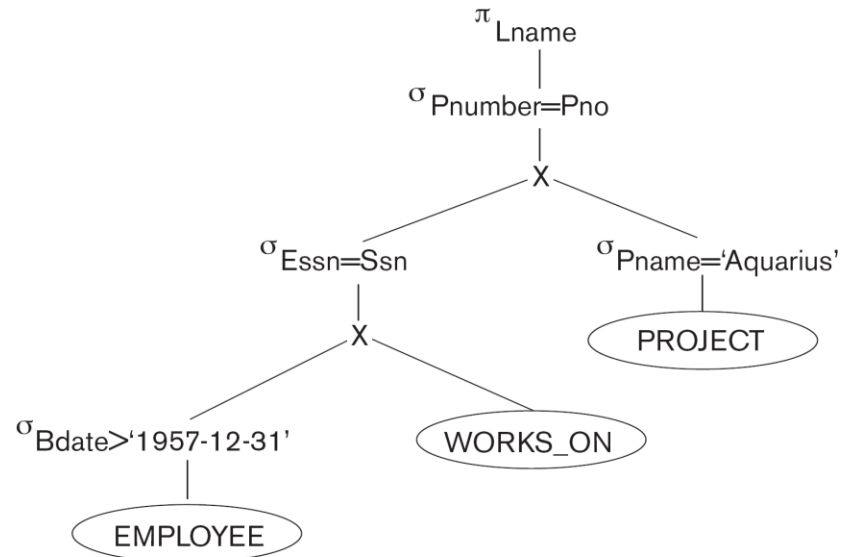 π Lname
σ Pnumber=Pno
X
σ Essn=Ssn
σ Pname=‘Aquarius’
X
PROJECT
σ Bdate>‘1957-12-31’
WORKS_ON
EMPLOYEE